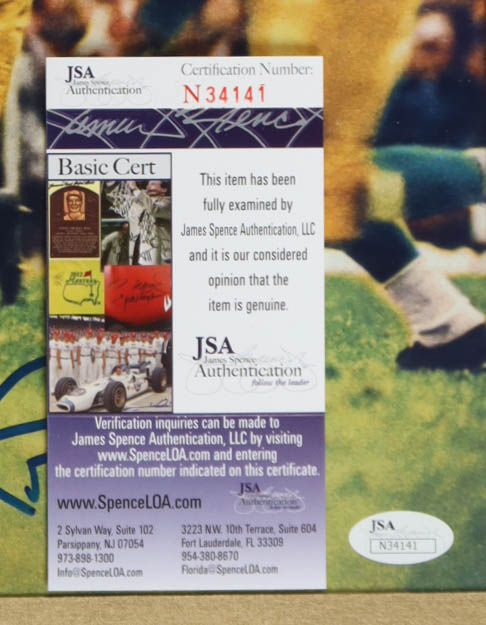 JSA
James Spence
Authentication
Certification Number:
N 34141
James Spence
Basic Cert
2012
MASTERS
This item has been
fully examined by
James Spence Authentication, LLC
and it is our considered
opinion that the
item is genuine.
JSA
James Spence
Authentication
follow the leader
Verification inquiries can be made to
James Spence Authentication, LLC by visiting
www.SpenceLOA.com and entering
the certification number indicated on this certificate.
www.SpenceLOA.com
JSA
Authentication
2 Sylvan Way, Suite 102
Parsippany, NJ 07054
973-898-1300
Info@SpenceLOA.com
3223 N.W. 10th Terrace, Suite 604
Fort Lauderdale, FL 33309
954-380-8670
Florida@SpenceLOA.com
JSA
N34141